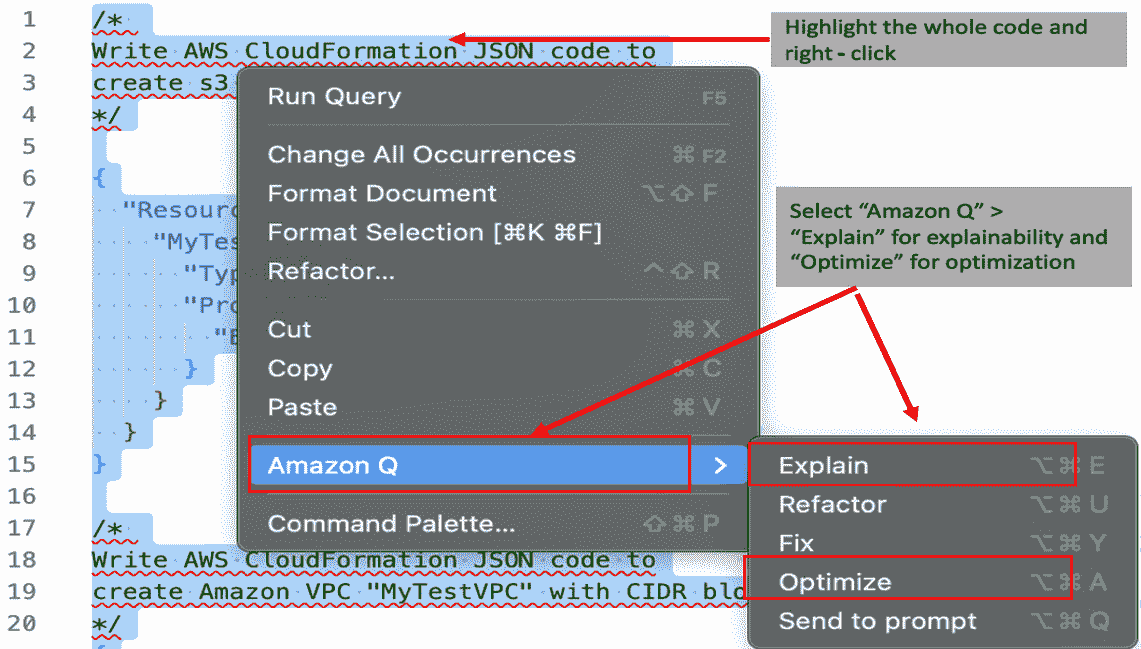 1 /*
Highlight the whole code and
right - click
2 Write AWS CloudFormation JSON code to
3 create s3
4 */
5
6 {
7 "Resourc
8 "MyTes
9 "Typ
10 "Pro
11 "B
12 }
13 }
14 }
15 }
16
17 /*
18 Write AWS CloudFormation JSON code to
19 create Amazon VPC "MyTestVPC" with CIDR blo
20 */
{
Run Query F5
Change All Occurrences ⌘ F2
Format Document ⌥⇧ F
Format Selection [⌘K ⌘F]
Refactor... ^⇧ R
Cut ⌘ X
Copy ⌘ C
Paste ⌘ V
Amazon Q >
Command Palette... ⇧⌘ P
Select “Amazon Q” >
“Explain” for explainability and
“Optimize” for optimization
Explain ⌥⌘ E
Refactor ⌥⌘ U
Fix ⌥⌘ Y
Optimize ⌥⌘ A
Send to prompt ⌥⌘ Q